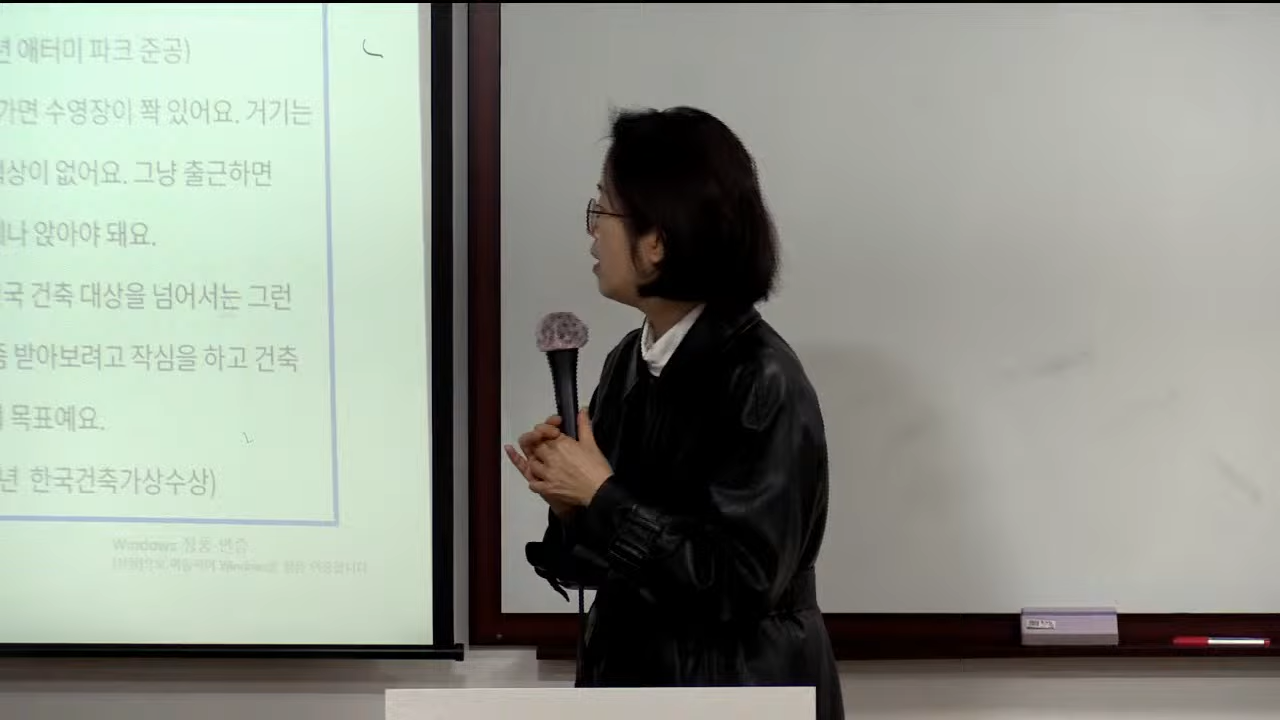 년 애터미 파크 준공)
가면 수영장이 쫙 있어요. 거기는
상이 없어요. 그냥 출근하면
나 앉아야 돼요.
국 건축 대상을 넘어서는 그런
받아보려고 작심을 하고 건축
목표예요.
년 한국건축가상수상)
Windows 정품 인증